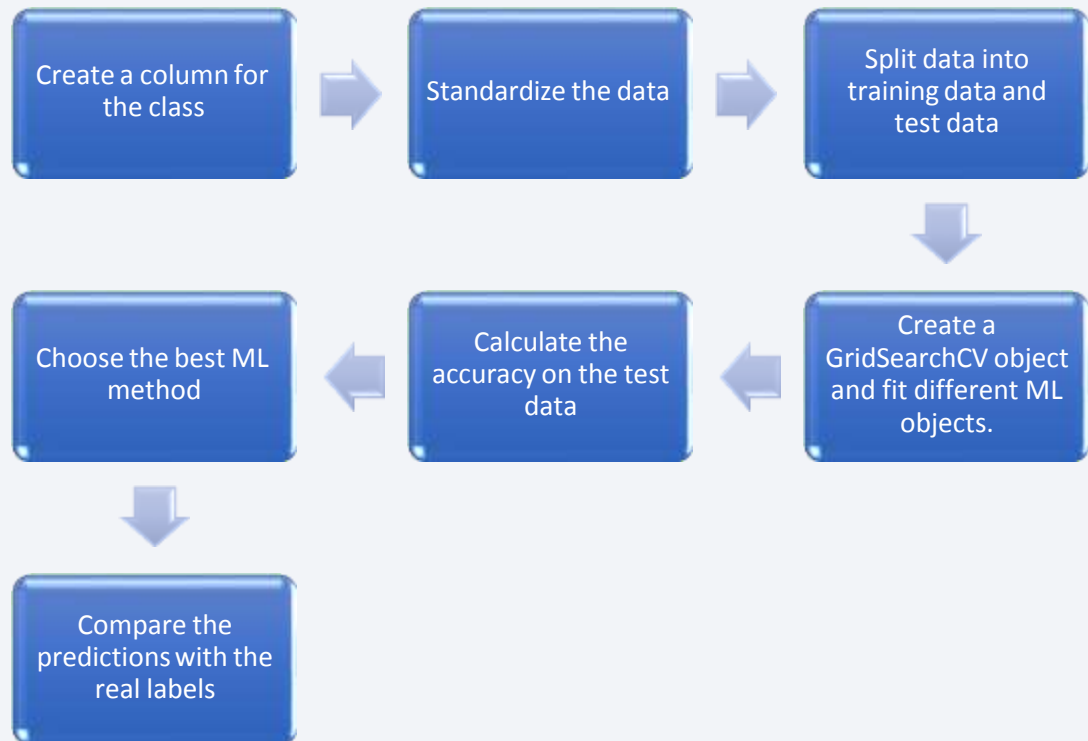 Create a column for
the class
Standardize the data
Split data into
training data and
test data
Create a
GridSearchCV object
and fit different ML
objects.
Calculate the
accuracy on the test
data
Choose the best ML
method
Compare the
predictions with the
real labels